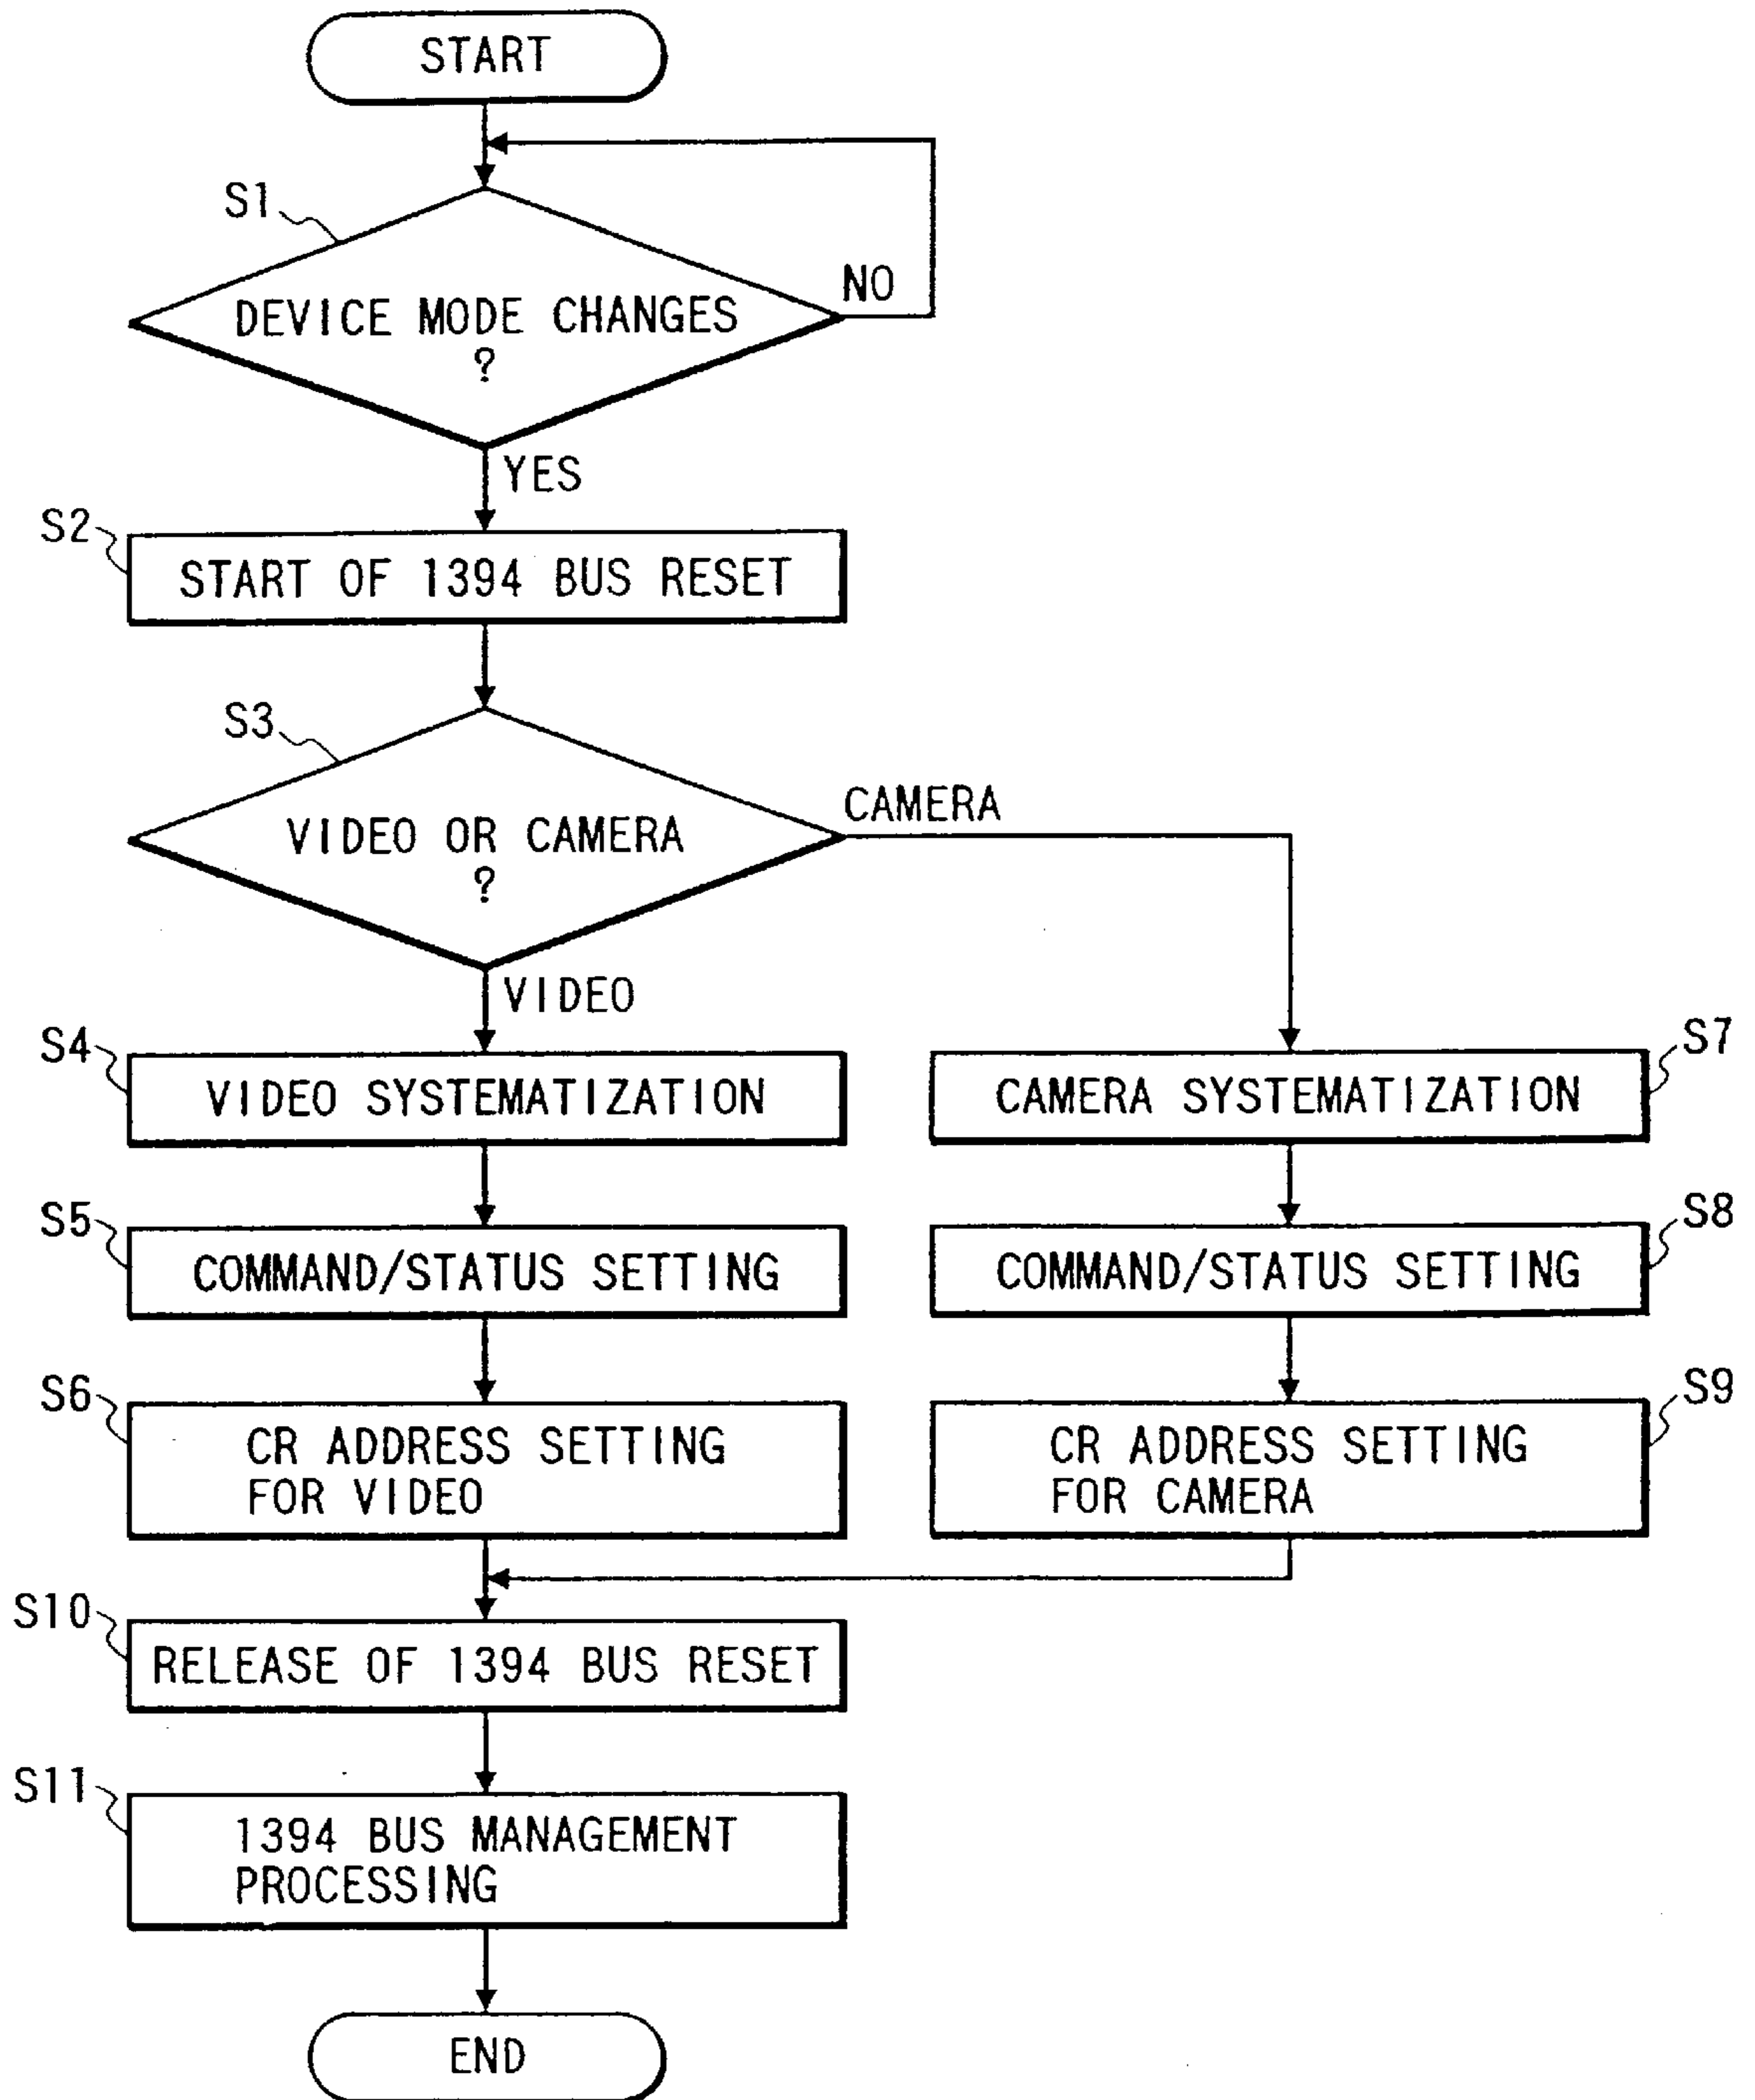 START
S1
DEVICE MODE CHANGES
?
NO
YES
S2
START OF 1394 BUS RESET
S3
VIDEO OR CAMERA
?
CAMERA
VIDEO
S4
VIDEO SYSTEMATIZATION
S7
CAMERA SYSTEMATIZATION
S5
COMMAND/STATUS SETTING
S8
COMMAND/STATUS SETTING
S6
CR ADDRESS SETTING
FOR VIDEO
S9
CR ADDRESS SETTING
FOR CAMERA
S10
RELEASE OF 1394 BUS RESET
S11
1394 BUS MANAGEMENT
PROCESSING
END